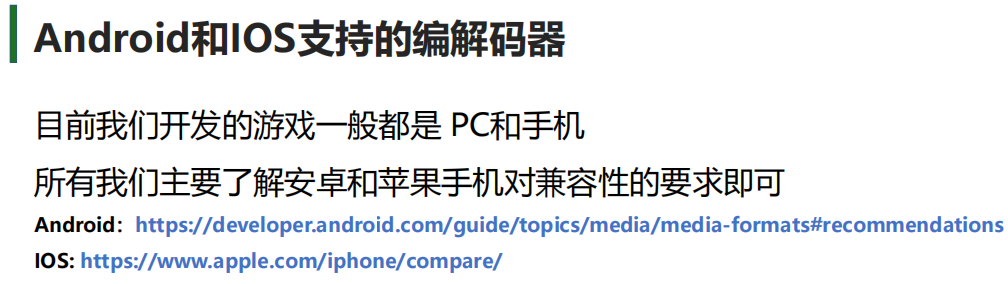 Android和IOS支持的编解码器
目前我们开发的游戏一般都是 PC和手机
所有我们主要了解安卓和苹果手机对兼容性的要求即可
Android：https://developer.android.com/guide/topics/media/media-formats#recommendations
IOS: https://www.apple.com/iphone/compare/